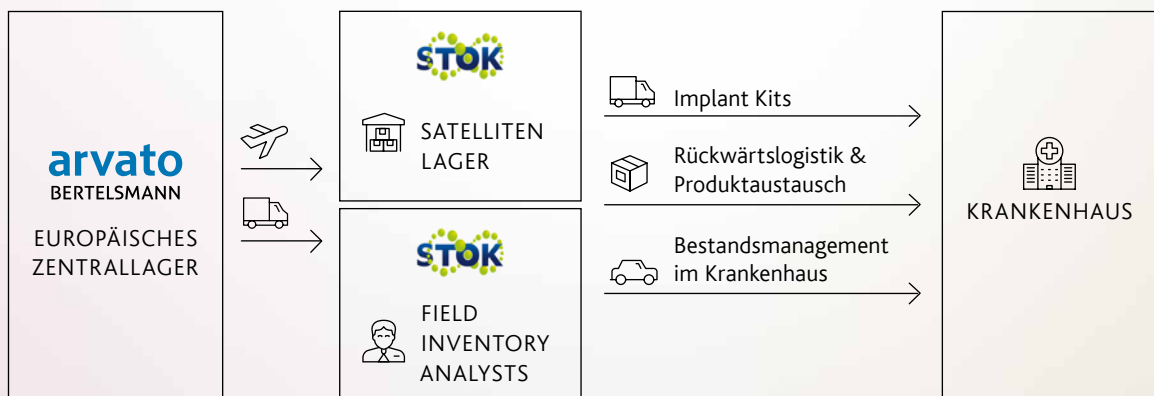 arvato
BERTELSMANN
EUROPÄISCHES
ZENTRALLAGER
STOK
SATELLITEN
LAGER
STOK
FIELD
INVENTORY
ANALYSTS
Implant Kits
Rückwärtslogistik &
Produktaustausch
Bestandsmanagement
im Krankenhaus
KRANKENHAUS